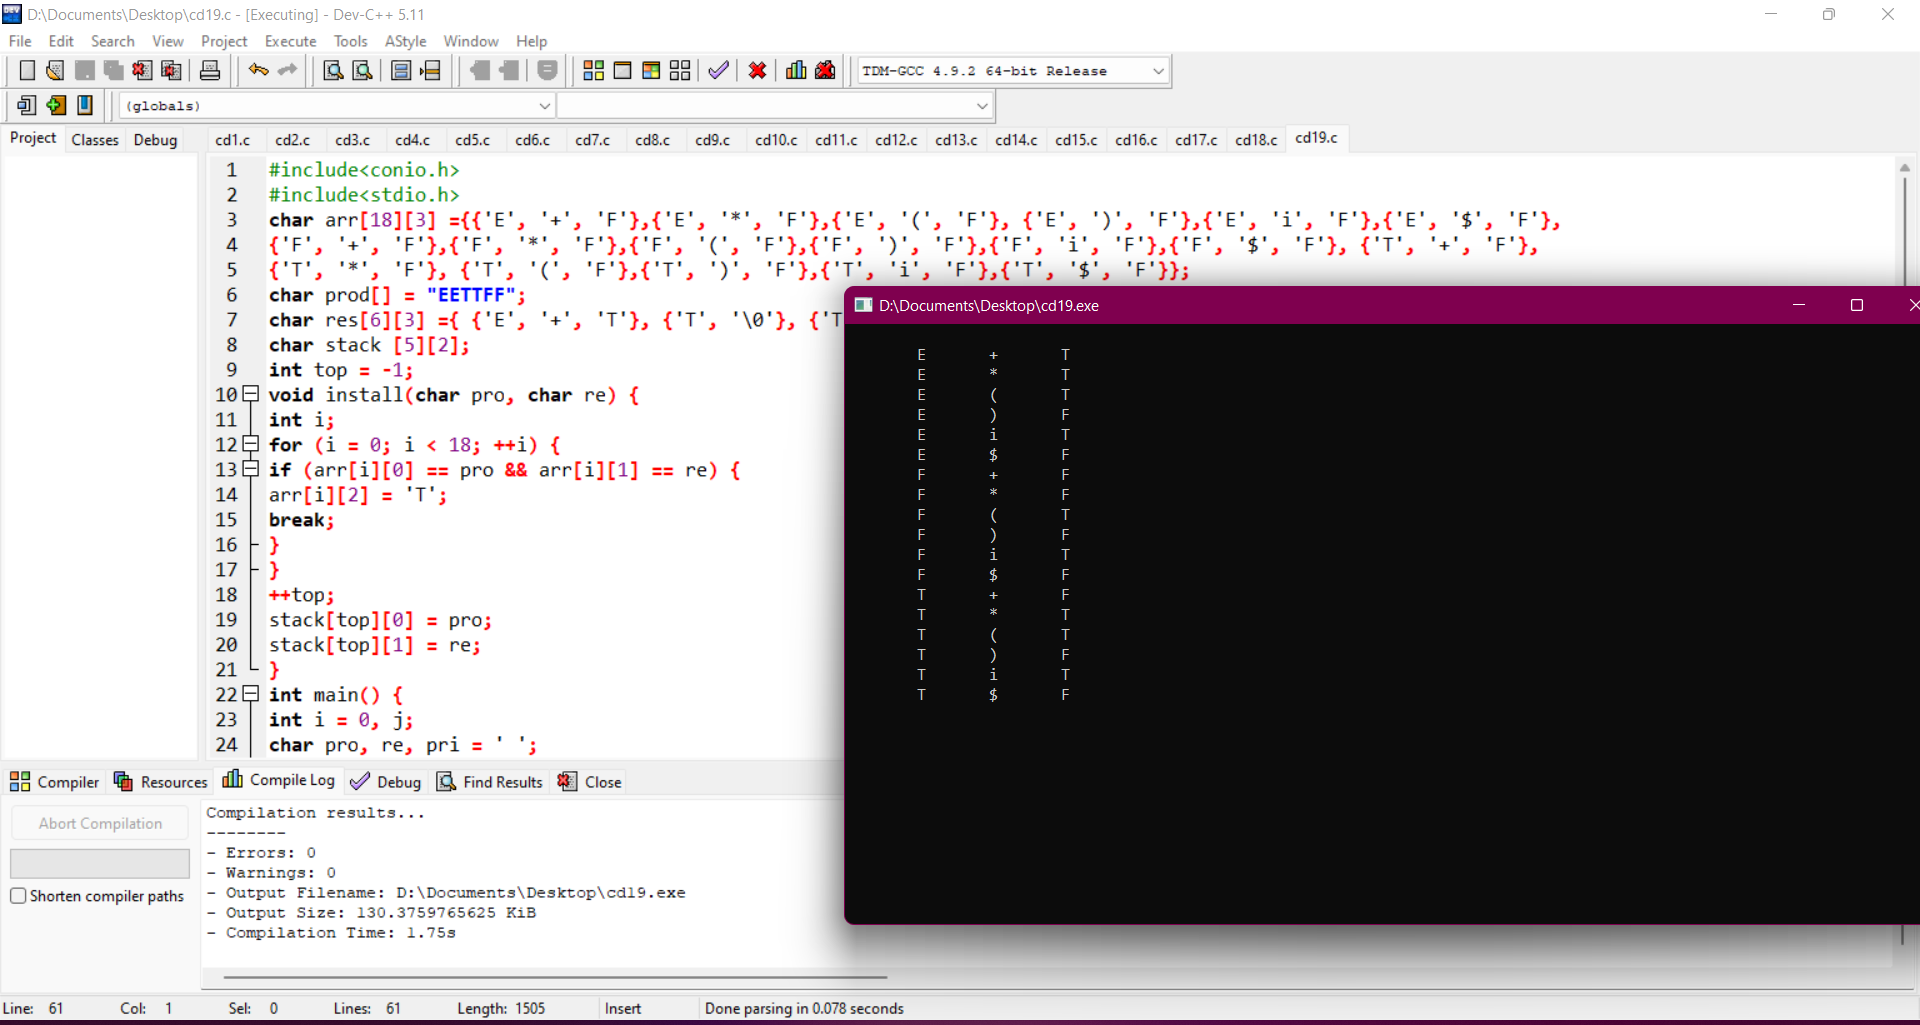 D:\Documents\Desktop\cd19.c - [Executing] - Dev-C++ 5.11
File Edit Search View Project Execute Tools AStyle Window Help
TDM-GCC 4.9.2 64-bit Release
(globals)
Project Classes Debug
cd1.c cd2.c cd3.c cd4.c cd5.c cd6.c cd7.c cd8.c cd9.c cd10.c cd11.c cd12.c cd13.c cd14.c cd15.c cd16.c cd17.c cd18.c cd19.c
1 #include<conio.h>
2 #include<stdio.h>
3 char arr[18][3] ={{'E', '+', 'F'},{'E', '*', 'F'},{'E', '(', 'F'}, {'E', ')', 'F'},{'E', 'i', 'F'},{'E', '$', 'F'},
4 {'F', '+', 'F'},{'F', '*', 'F'},{'F', '(', 'F'},{'F', ')', 'F'},{'F', 'i', 'F'},{'F', '$', 'F'}, {'T', '+', 'F'},
5 {'T', '*', 'F'}, {'T', '(', 'F'},{'T', ')', 'F'},{'T', 'i', 'F'},{'T', '$', 'F'}};
6 char prod[] = "EETTFF";
7 char res[6][3] ={ {'E', '+', 'T'}, {'T', '\0'}, {'T
8 char stack [5][2];
9 int top = -1;
10 void install(char pro, char re) {
11 int i;
12 for (i = 0; i < 18; ++i) {
13 if (arr[i][0] == pro && arr[i][1] == re) {
14 arr[i][2] = 'T';
15 break;
16 }
17 }
18 ++top;
19 stack[top][0] = pro;
20 stack[top][1] = re;
21 }
22 int main() {
23 int i = 0, j;
24 char pro, re, pri = ' ';
D:\Documents\Desktop\cd19.exe
E + T
E * T
E ( T
E ) F
E i T
E $ F
F + F
F * F
F ( T
F ) F
F i T
F $ F
T + F
T * T
T ( T
T ) F
T i T
T $ F
Compiler Resources Compile Log Debug Find Results Close
Abort Compilation
Shorten compiler paths
Compilation results...
--------
- Errors: 0
- Warnings: 0
- Output Filename: D:\Documents\Desktop\cd19.exe
- Output Size: 130.3759765625 KiB
- Compilation Time: 1.75s
Line: 61 Col: 1 Sel: 0 Lines: 61 Length: 1505 Insert Done parsing in 0.078 seconds